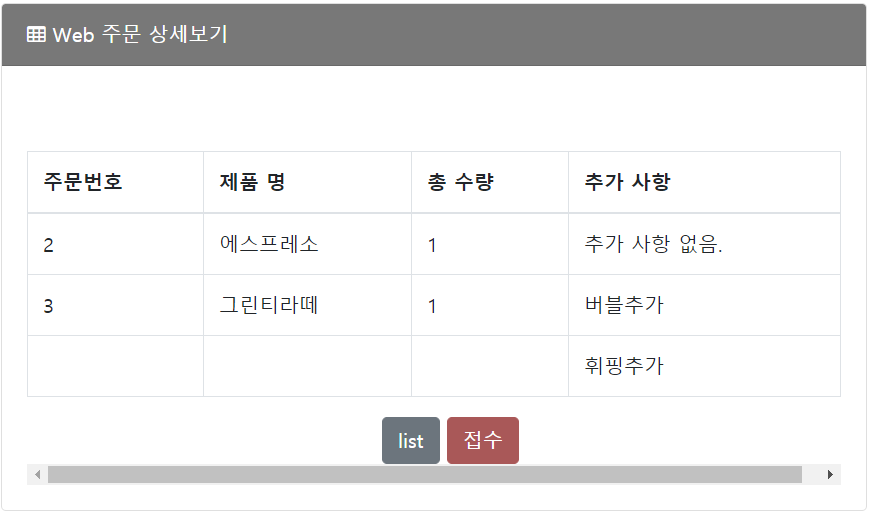 Web 주문 상세보기
주문번호 제품 명 총 수량 추가 사항
2 에스프레소 1 추가 사항 없음.
3 그린티라떼 1 버블추가
휘핑추가
list 접수